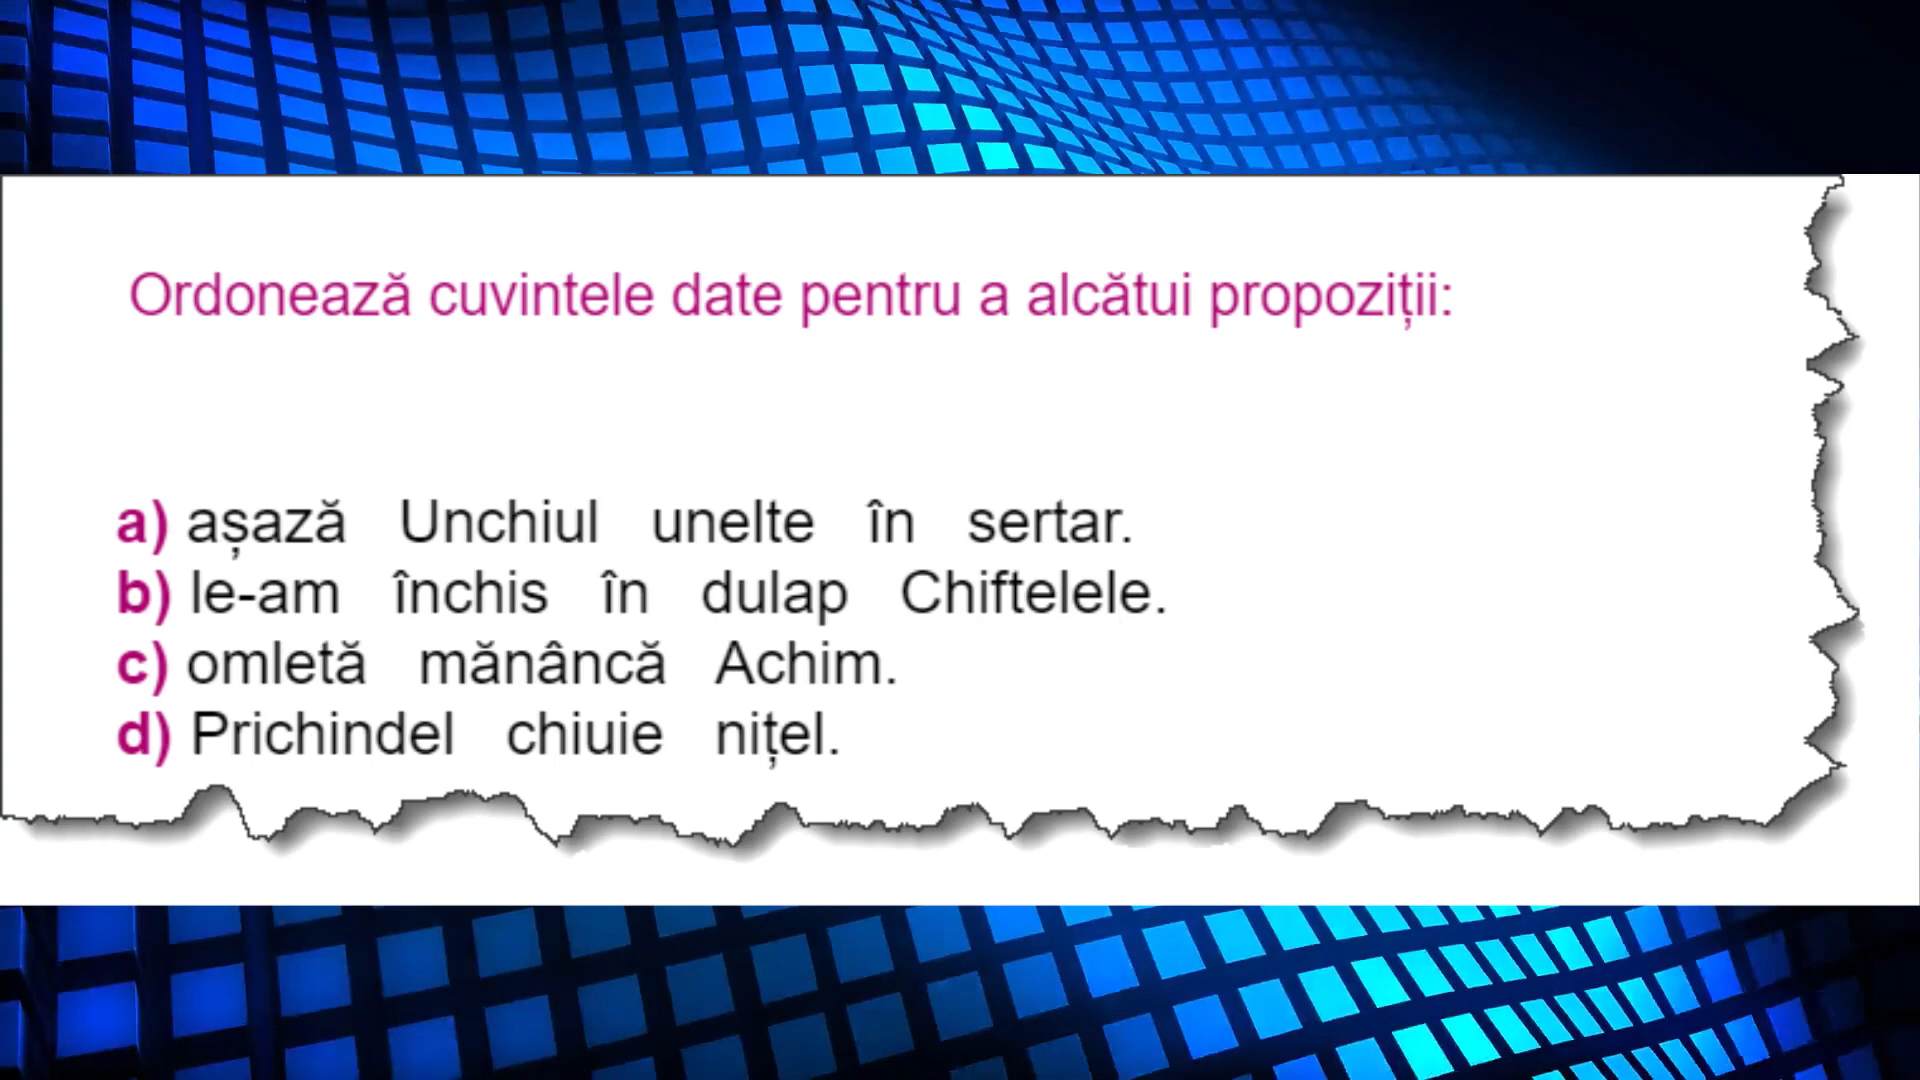 Ordonează cuvintele date pentru a alcătui propoziții:
a) așază Unchiul unelte în sertar.
b) le-am închis în dulap Chiftelele.
c) omletă mănâncă Achim.
d) Prichindel chiuie nițel.